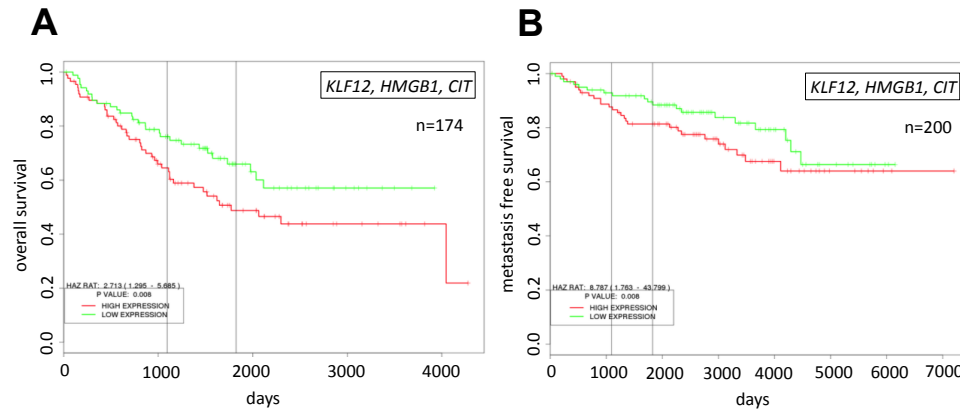 A
KLF12, HMGB1, CIT
n=174
overall survival
1.0
0.8
0.6
0.4
0.2
0.0
HAZ RAT: 2.713 ( 1.295 - 5.685 )
P VALUE: 0.008
HIGH EXPRESSION
LOW EXPRESSION
0 1000 2000 3000 4000
days
B
KLF12, HMGB1, CIT
n=200
metastasis free survival
1.0
0.8
0.6
0.4
0.2
0.0
HAZ RAT: 8.787 ( 1.763 - 43.799 )
P VALUE: 0.008
HIGH EXPRESSION
LOW EXPRESSION
0 1000 2000 3000 4000 5000 6000 7000
days